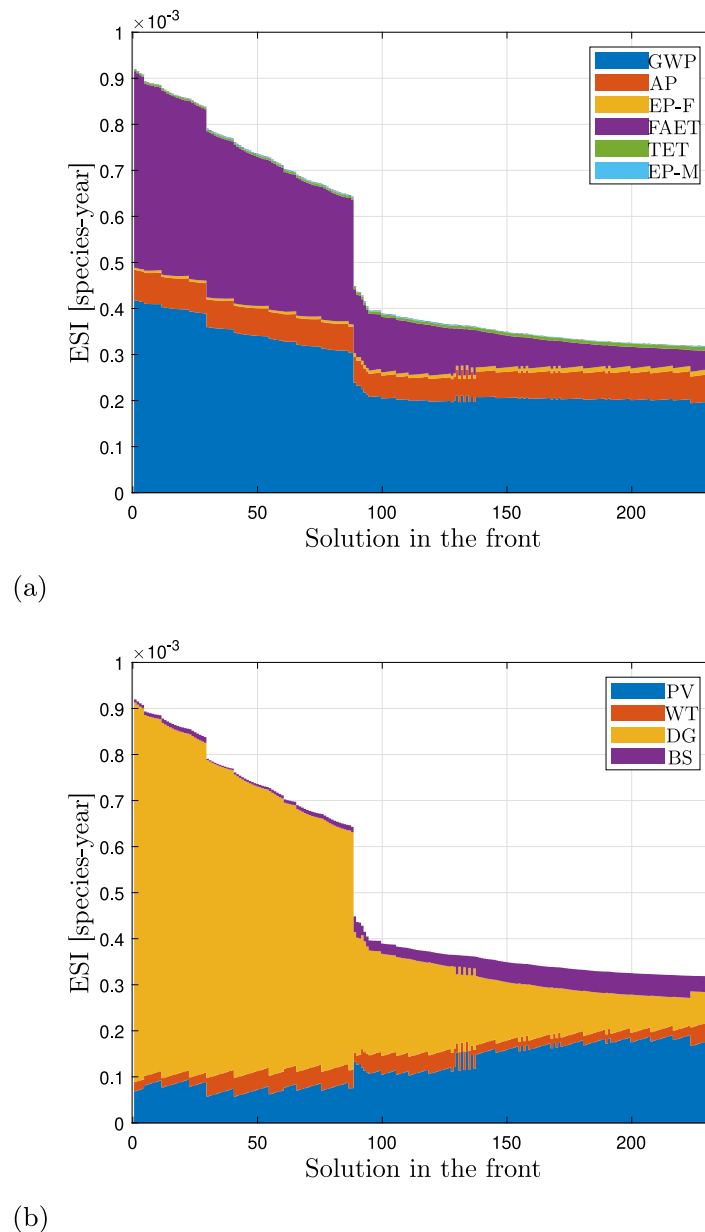 ×10⁻³
1
0.9
0.8
0.7
0.6
0.5
0.4
0.3
0.2
0.1
0
ESI [species-year]
GWP
AP
EP-F
FAET
TET
EP-M
0 50 100 150 200
Solution in the front
(a)
×10⁻³
1
0.9
0.8
0.7
0.6
0.5
0.4
0.3
0.2
0.1
0
ESI [species-year]
PV
WT
DG
BS
0 50 100 150 200
Solution in the front
(b)